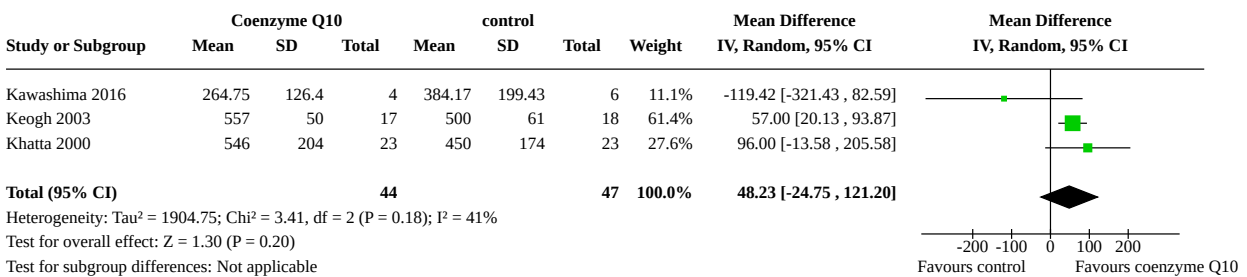 Coenzyme Q10 control Mean Difference Mean Difference
Study or Subgroup Mean SD Total Mean SD Total Weight IV, Random, 95% CI IV, Random, 95% CI
Kawashima 2016 264.75 126.4 4 384.17 199.43 6 11.1% -119.42 [-321.43 , 82.59]
Keogh 2003 557 50 17 500 61 18 61.4% 57.00 [20.13 , 93.87]
Khatta 2000 546 204 23 450 174 23 27.6% 96.00 [-13.58 , 205.58]
Total (95% CI) 44 47 100.0% 48.23 [-24.75 , 121.20]
Heterogeneity: Tau² = 1904.75; Chi² = 3.41, df = 2 (P = 0.18); I² = 41%
Test for overall effect: Z = 1.30 (P = 0.20) -200 -100 0 100 200
Test for subgroup differences: Not applicable Favours control Favours coenzyme Q10